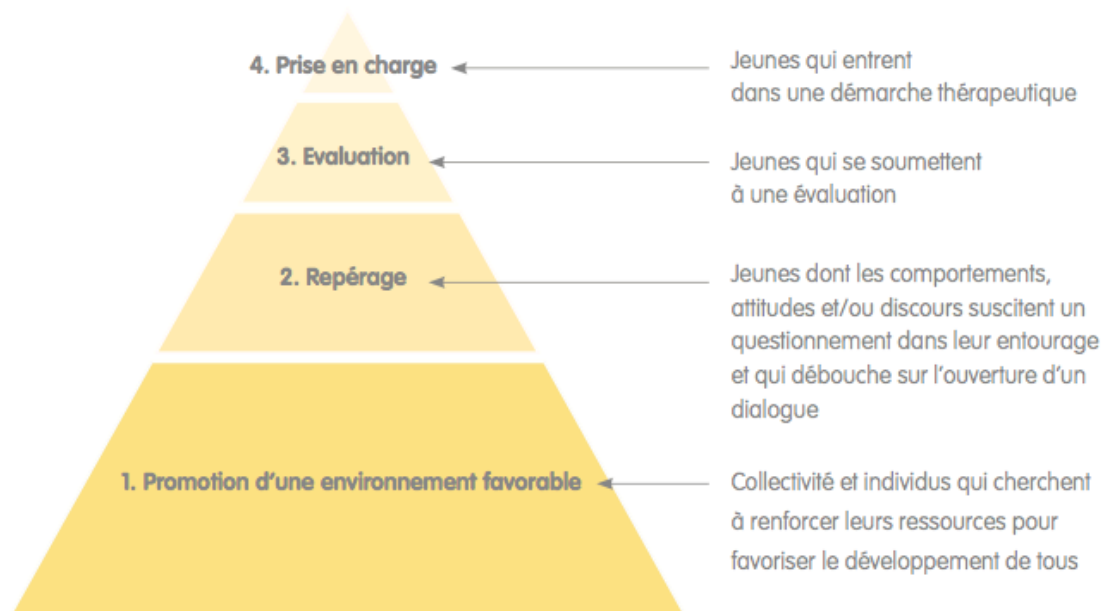 4. Prise en charge
Jeunes qui entrent
dans une démarche thérapeutique
3. Evaluation
Jeunes qui se soumettent
à une évaluation
2. Repérage
Jeunes dont les comportements,
attitudes et/ou discours suscitent un
questionnement dans leur entourage
et qui débouche sur l'ouverture d'un
dialogue
1. Promotion d'une environnement favorable
Collectivité et individus qui cherchent
à renforcer leurs ressources pour
favoriser le développement de tous